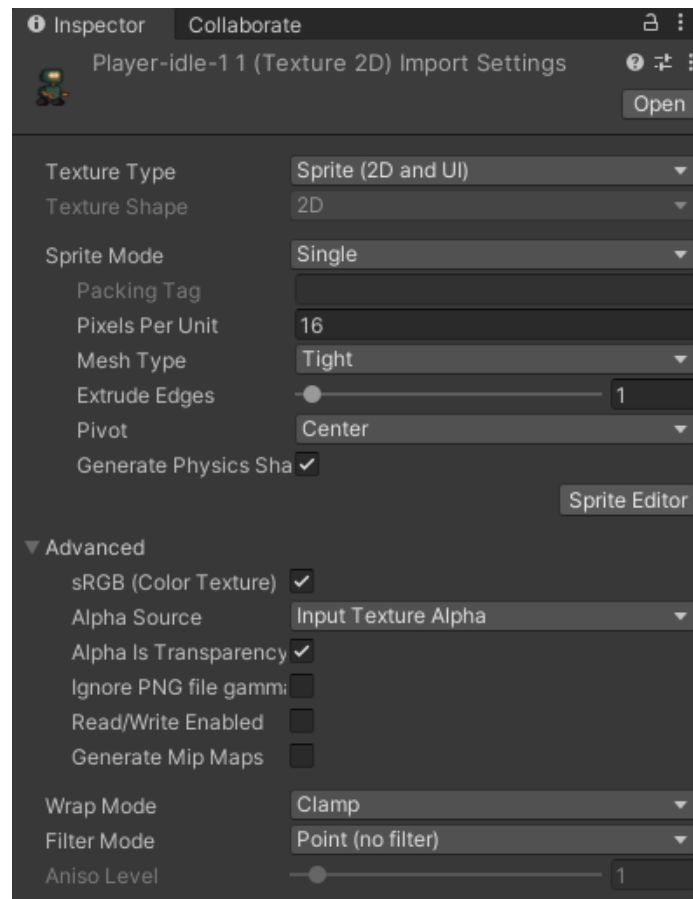 Inspector Collaborate
Player-idle-1 1 (Texture 2D) Import Settings
Open
Texture Type Sprite (2D and UI)
Texture Shape 2D
Sprite Mode Single
Packing Tag
Pixels Per Unit 16
Mesh Type Tight
Extrude Edges 1
Pivot Center
Generate Physics Sha
Sprite Editor
Advanced
sRGB (Color Texture)
Alpha Source Input Texture Alpha
Alpha Is Transparency
Ignore PNG file gamma
Read/Write Enabled
Generate Mip Maps
Wrap Mode Clamp
Filter Mode Point (no filter)
Aniso Level 1